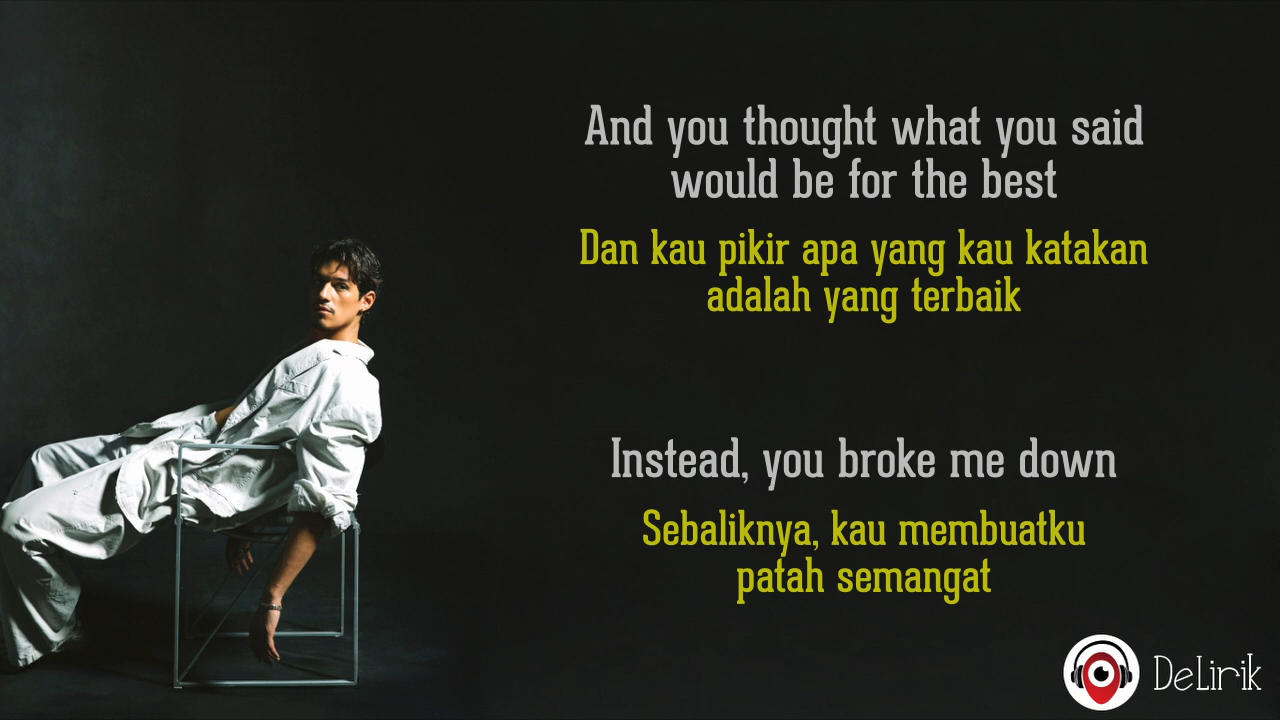 And you thought what you said
would be for the best
Dan kau pikir apa yang kau katakan
adalah yang terbaik
Instead, you broke me down
Sebaliknya, kau membuatku
patah semangat
DeLirik